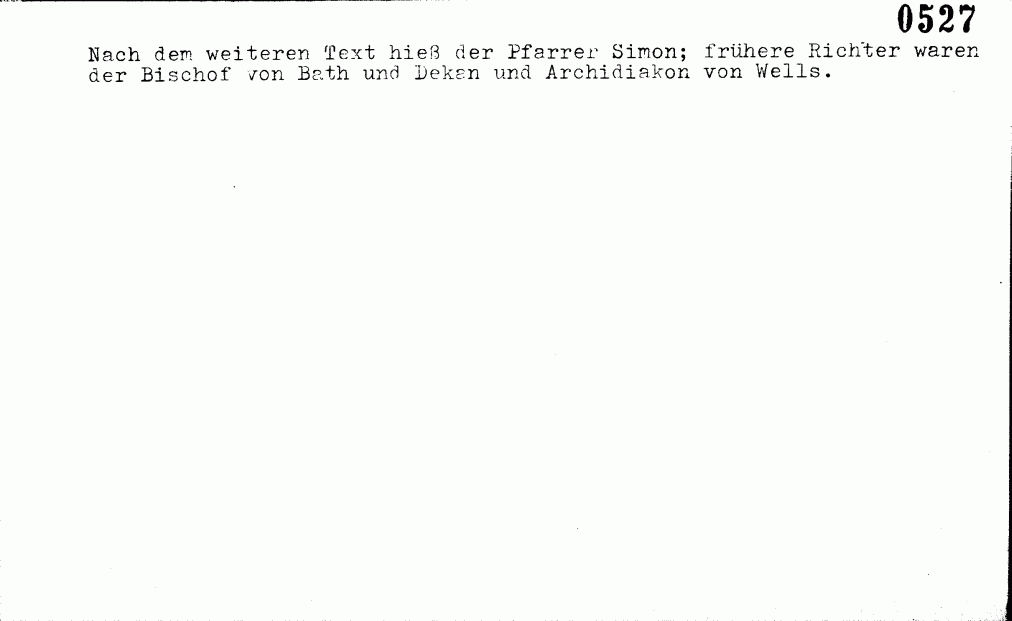 0527
Nach dem weiteren Text hieß der Pfarrer Simon; frühere Richter waren
der Bischof von Bath und Dekan und Archidiakon von Wells.